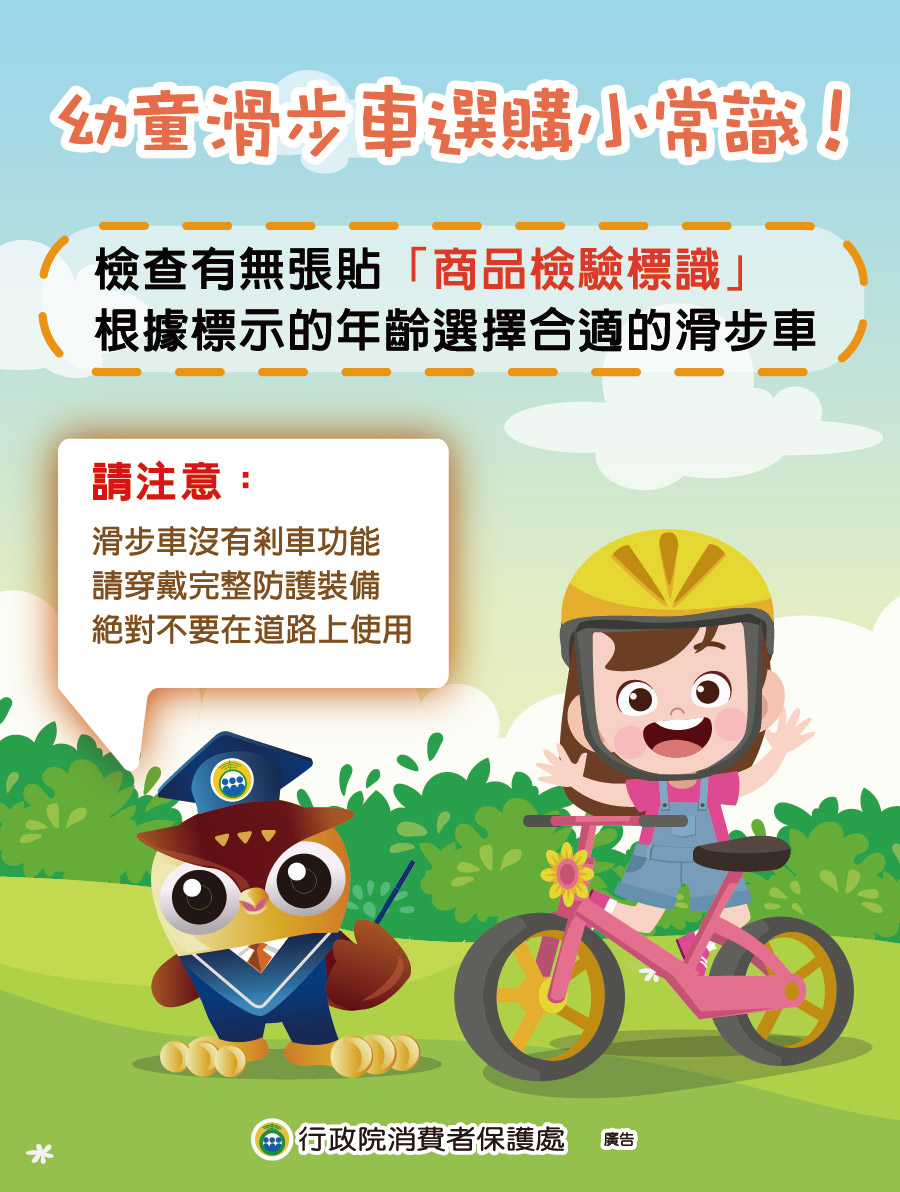 幼童滑步車選購小常識！
檢查有無張貼「商品檢驗標識」
根據標示的年齡選擇合適的滑步車
請注意：
滑步車沒有剎車功能
請穿戴完整防護裝備
絕對不要在道路上使用
行政院消費者保護處 廣告